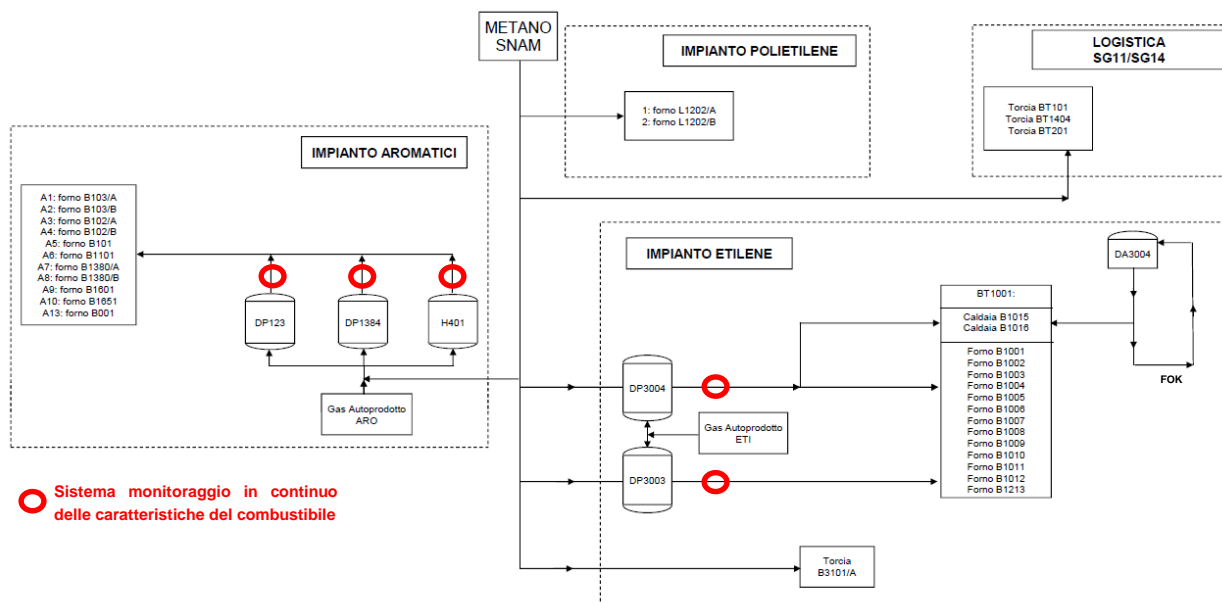 METANO
SNAM
IMPIANTO POLIETILENE
1: forno L1202/A
2: forno L1202/B
LOGISTICA
SG11/SG14
Torcia BT101
Torcia BT1404
Torcia BT201
IMPIANTO AROMATICI
A1: forno B103/A
A2: forno B103/B
A3: forno B102/A
A4: forno B102/B
A5: forno B101
A6: forno B1101
A7: forno B1380/A
A8: forno B1380/B
A9: forno B1601
A10: forno B1651
A13: forno B001
DP123
DP1384
H401
Gas Autoprodotto
ARO
IMPIANTO ETILENE
DA3004
BT1001:
Caldaia B1015
Caldaia B1016
Forno B1001
Forno B1002
Forno B1003
Forno B1004
Forno B1005
Forno B1006
Forno B1007
Forno B1008
Forno B1009
Forno B1010
Forno B1011
Forno B1012
Forno B1213
FOK
DP3004
Gas Autoprodotto
ETI
DP3003
Torcia
B3101/A
Sistema monitoraggio in continuo
delle caratteristiche del combustibile